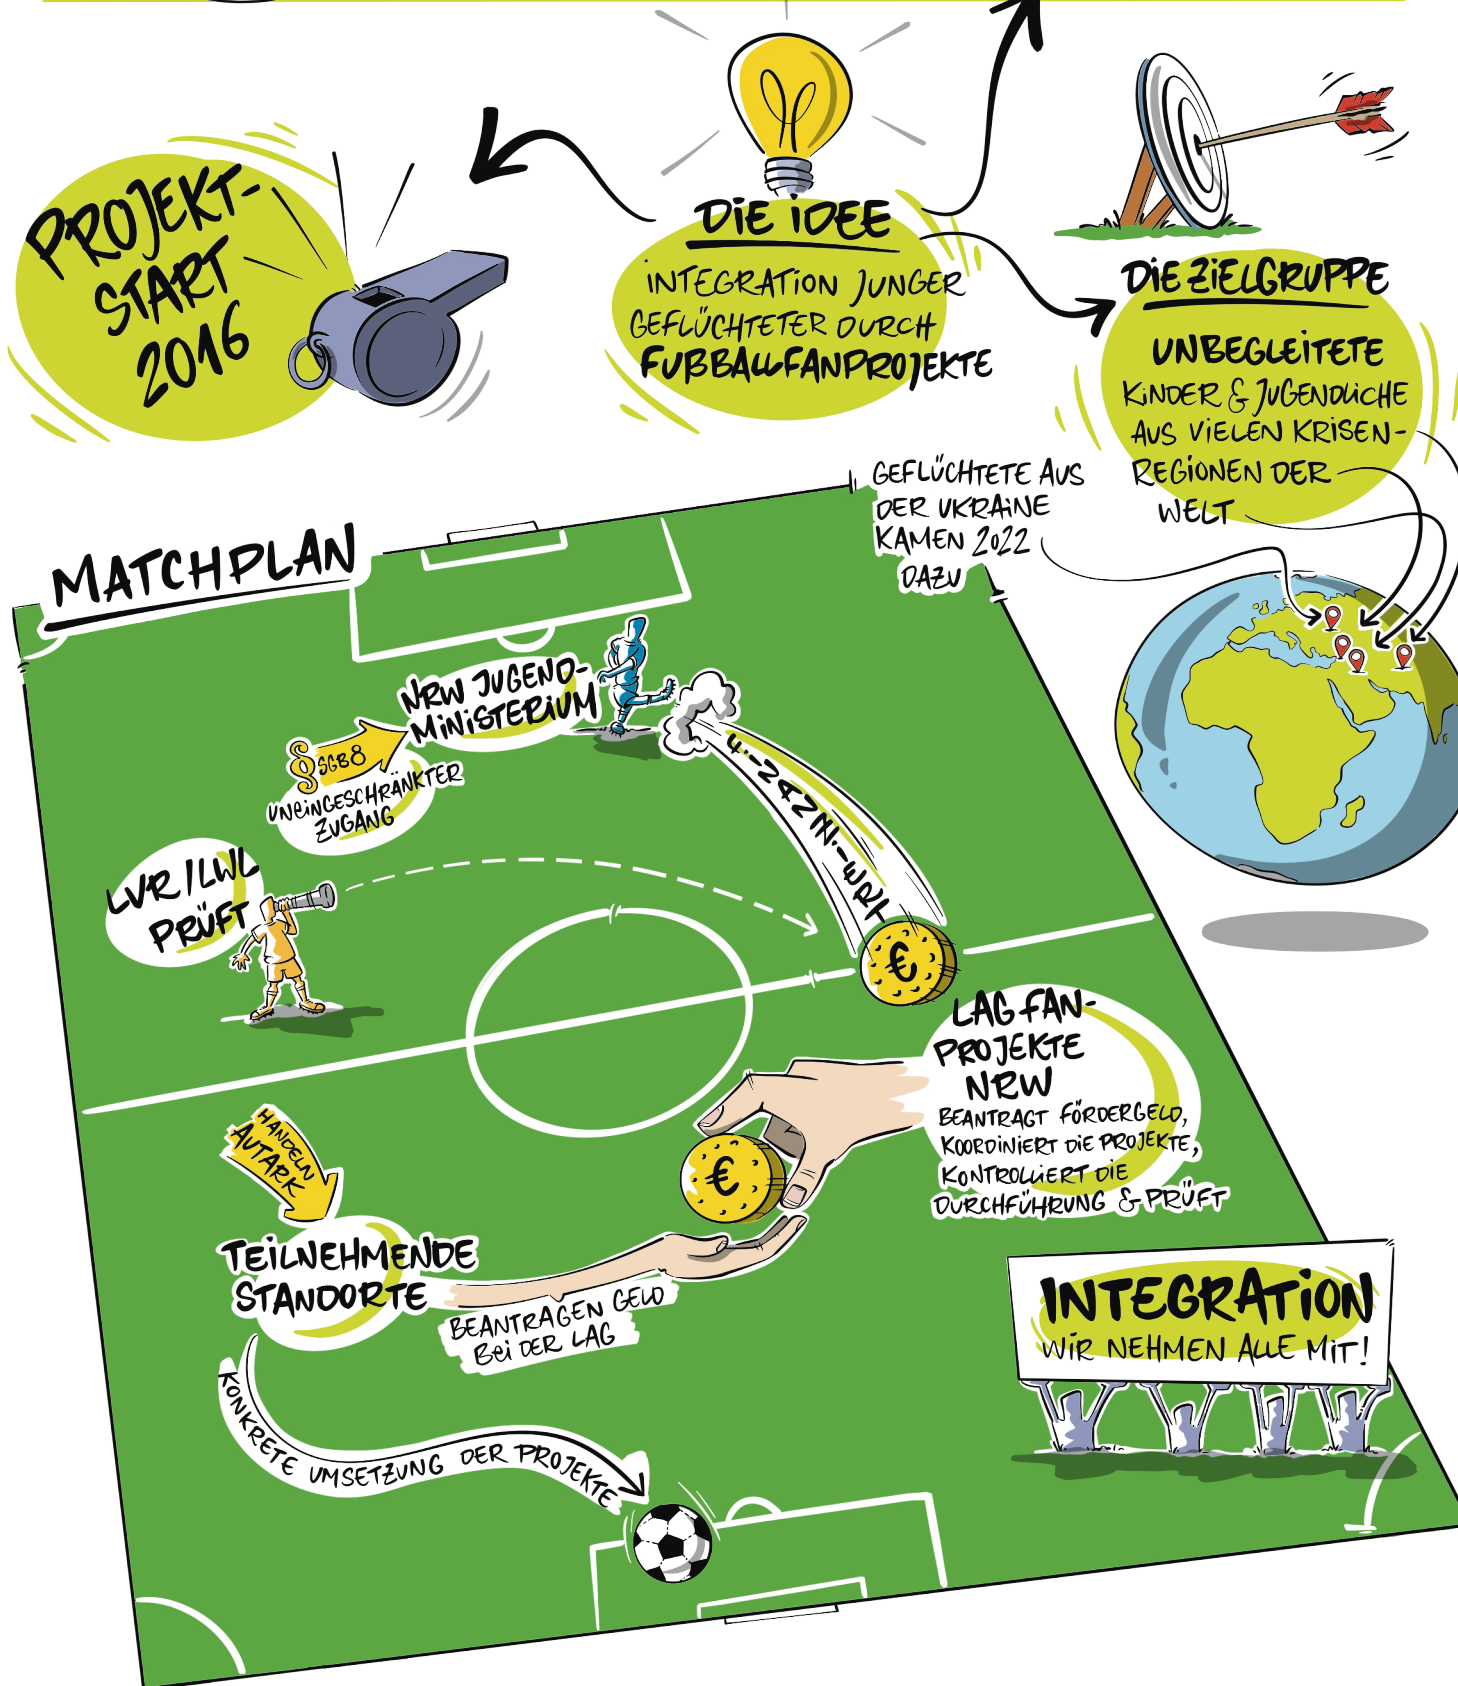 PROJEKT-
START
2016
DIE IDEE
INTEGRATION JUNGER
GEFLÜCHTETER DURCH
FUßBALLFANPROJEKTE
DIE ZIELGRUPPE
UNBEGLEITETE
KINDER & JUGENDLICHE
AUS VIELEN KRISEN-
REGIONEN DER
WELT
GEFLÜCHTETE AUS
DER UKRAINE
KAMEN 2022
DAZU
MATCHPLAN
NRW JUGEND-
MINISTERIUM
§ SGB8
UNEINGESCHRÄNKTER
ZUGANG
FINANZIERT
LVR/LWL
PRÜFT
€
LAG FAN-
PROJEKTE
NRW
BEANTRAGT FÖRDERGELD,
KOORDINIERT DIE PROJEKTE,
KONTROLLIERT DIE
DURCHFÜHRUNG & PRÜFT
€
HANDELN
AUTARK
TEILNEHMENDE
STANDORTE
BEANTRAGEN GELD
BEI DER LAG
KONKRETE UMSETZUNG DER PROJEKTE
INTEGRATION
WIR NEHMEN ALLE MIT!